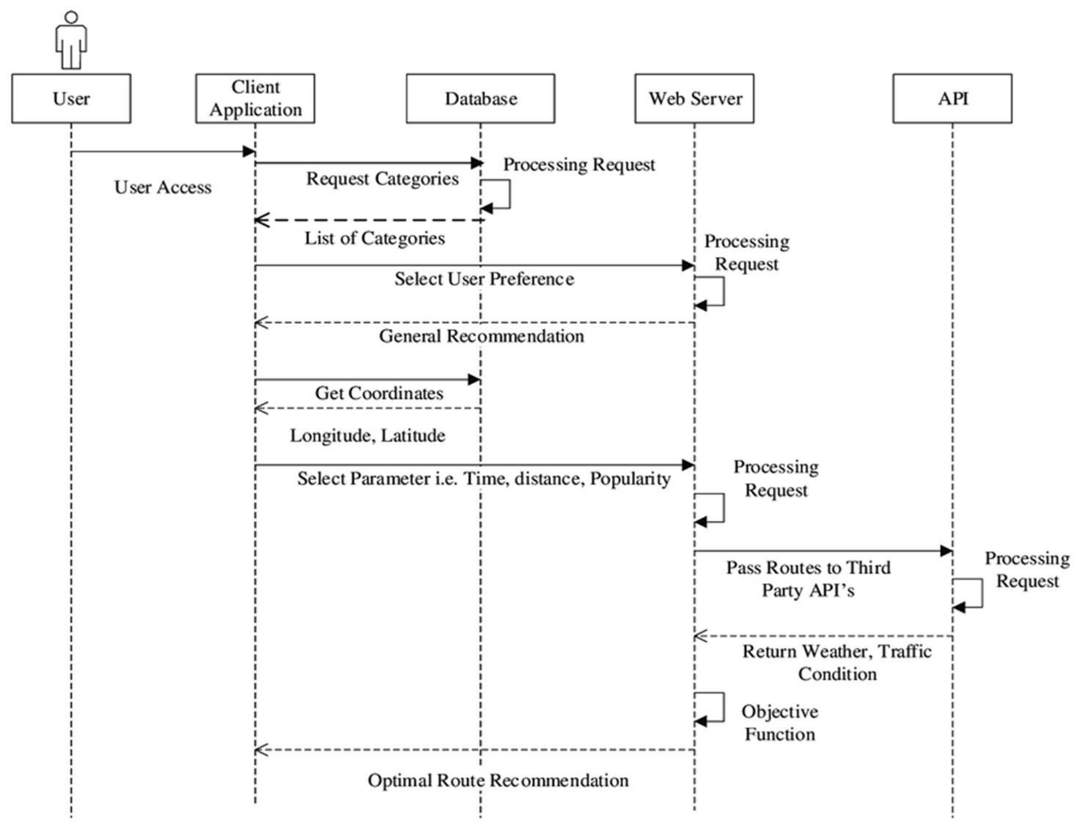 User
Client
Application
Database
Web Server
API
User Access
Request Categories
Processing Request
List of Categories
Select User Preference
Processing
Request
General Recommendation
Get Coordinates
Longitude, Latitude
Select Parameter i.e. Time, distance, Popularity
Processing
Request
Pass Routes to Third
Party API's
Processing
Request
Return Weather, Traffic
Condition
Objective
Function
Optimal Route Recommendation